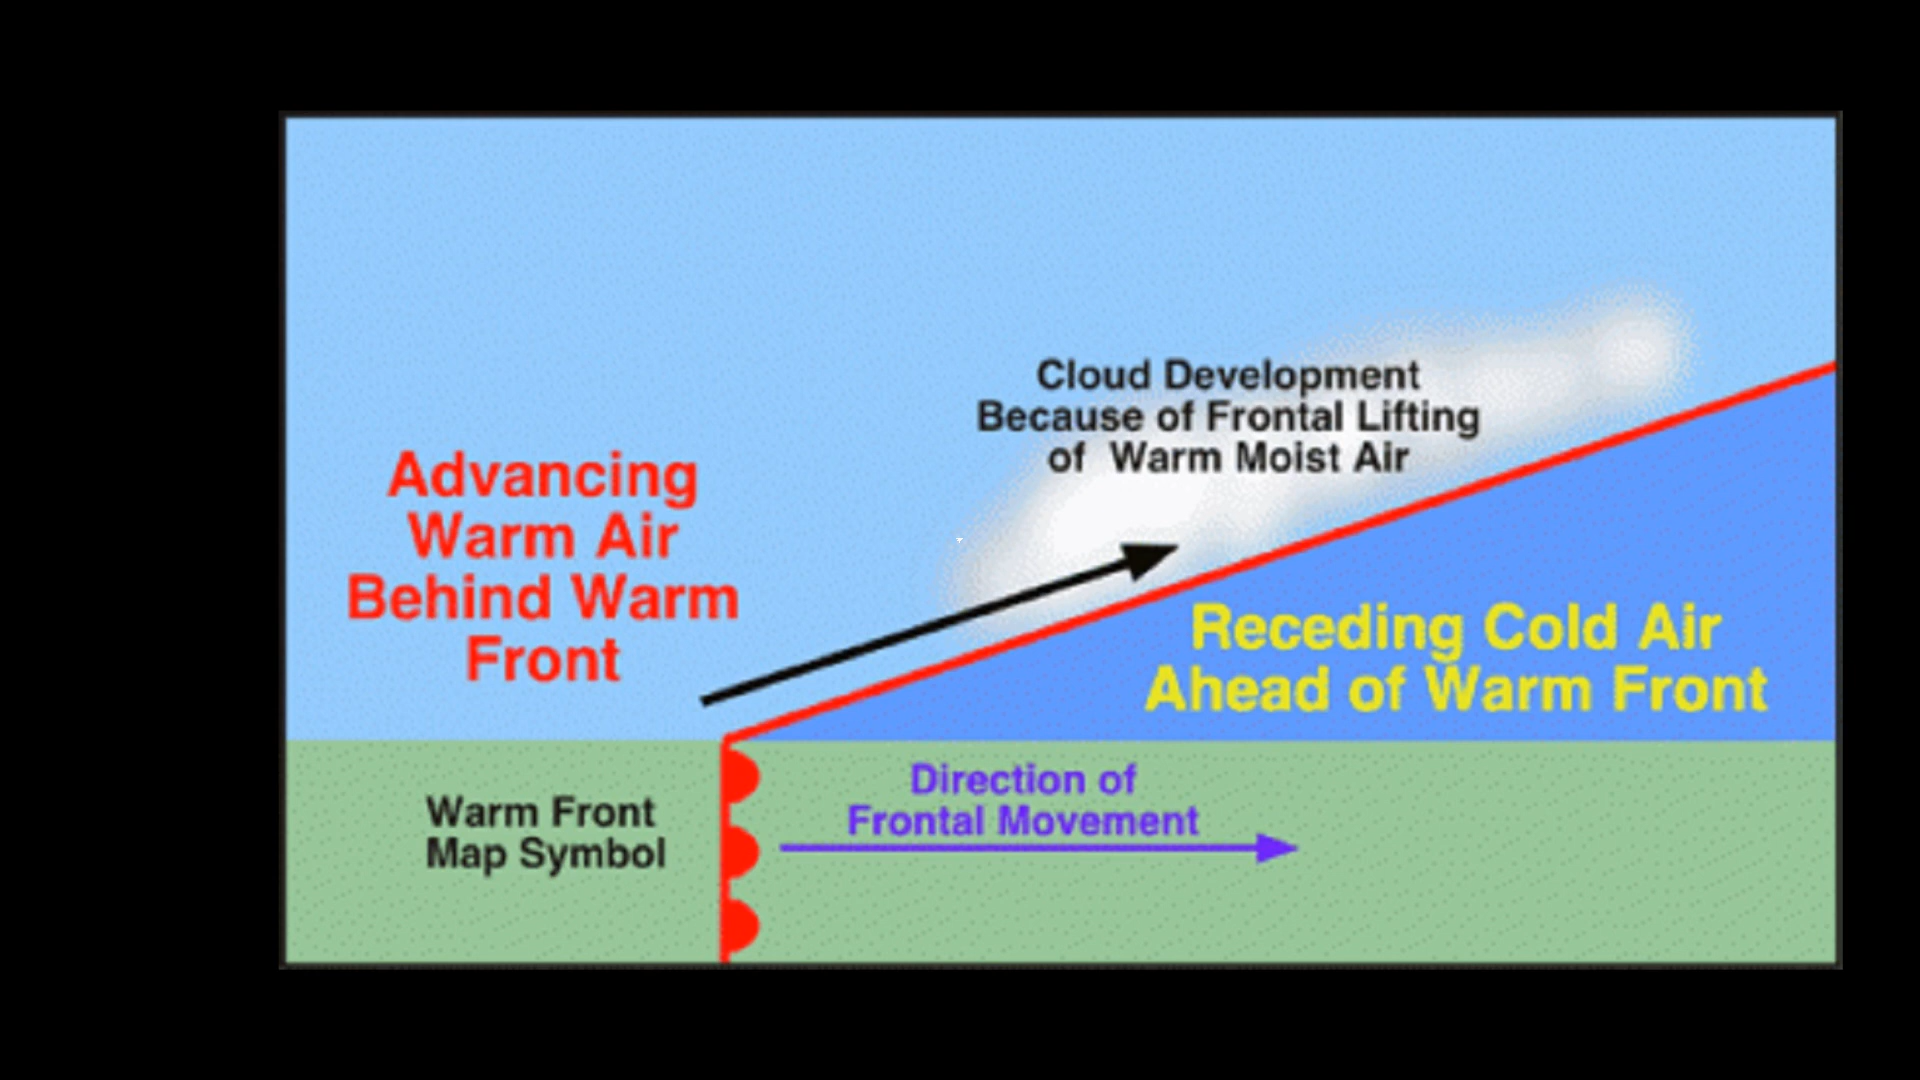 Cloud Development
Because of Frontal Lifting
of Warm Moist Air
Advancing
Warm Air
Behind Warm
Front
Receding Cold Air
Ahead of Warm Front
Warm Front
Map Symbol
Direction of
Frontal Movement